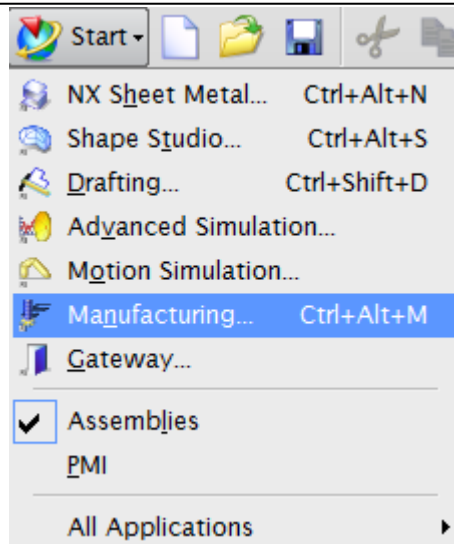 Start
NX Sheet Metal... Ctrl+Alt+N
Shape Studio... Ctrl+Alt+S
Drafting... Ctrl+Shift+D
Advanced Simulation...
Motion Simulation...
Manufacturing... Ctrl+Alt+M
Gateway...
Assemblies
PMI
All Applications